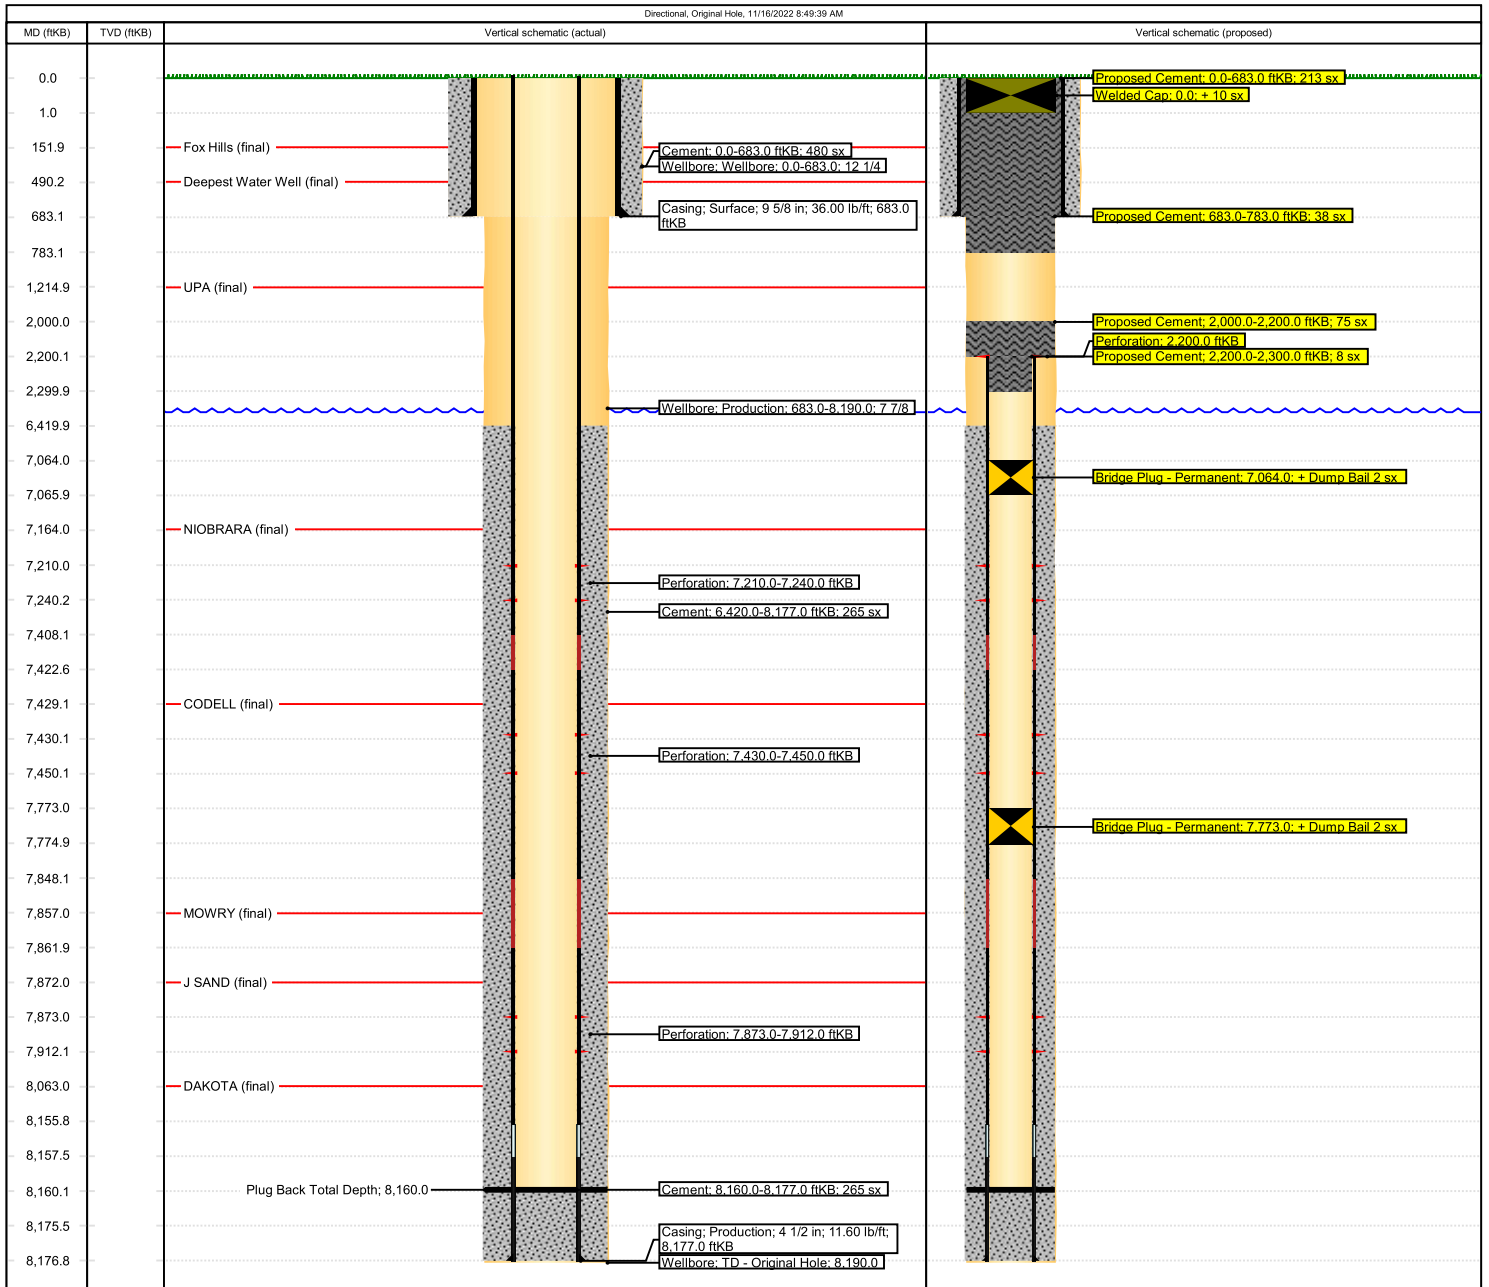 Directional, Original Hole, 11/16/2022 8:49:39 AM
MD (ftKB)
TVD (ftKB)
Vertical schematic (actual)
Vertical schematic (proposed)
0.0
Proposed Cement; 0.0-683.0 ftKB; 213 sx
Welded Cap; 0.0; + 10 sx
1.0
151.9
Fox Hills (final)
Cement; 0.0-683.0 ftKB; 480 sx
Wellbore; Wellbore; 0.0-683.0; 12 1/4
490.2
Deepest Water Well (final)
683.1
Casing; Surface; 9 5/8 in; 36.00 lb/ft; 683.0
ftKB
Proposed Cement; 683.0-783.0 ftKB; 38 sx
783.1
1,214.9
UPA (final)
2,000.0
Proposed Cement; 2,000.0-2,200.0 ftKB; 75 sx
Perforation; 2,200.0 ftKB
2,200.1
Proposed Cement; 2,200.0-2,300.0 ftKB; 8 sx
2,299.9
Wellbore; Production; 683.0-8,190.0; 7 7/8
6,419.9
7,064.0
Bridge Plug - Permanent; 7,064.0; + Dump Bail 2 sx
7,065.9
7,164.0
NIOBRARA (final)
7,210.0
Perforation; 7,210.0-7,240.0 ftKB
7,240.2
Cement; 6,420.0-8,177.0 ftKB; 265 sx
7,408.1
7,422.6
7,429.1
CODELL (final)
7,430.1
Perforation; 7,430.0-7,450.0 ftKB
7,450.1
7,773.0
Bridge Plug - Permanent; 7,773.0; + Dump Bail 2 sx
7,774.9
7,848.1
7,857.0
MOWRY (final)
7,861.9
7,872.0
J SAND (final)
7,873.0
Perforation; 7,873.0-7,912.0 ftKB
7,912.1
8,063.0
DAKOTA (final)
8,155.8
8,157.5
8,160.1
Plug Back Total Depth; 8,160.0
Cement; 8,160.0-8,177.0 ftKB; 265 sx
8,175.5
Casing; Production; 4 1/2 in; 11.60 lb/ft;
8,177.0 ftKB
8,176.8
Wellbore; TD - Original Hole; 8,190.0